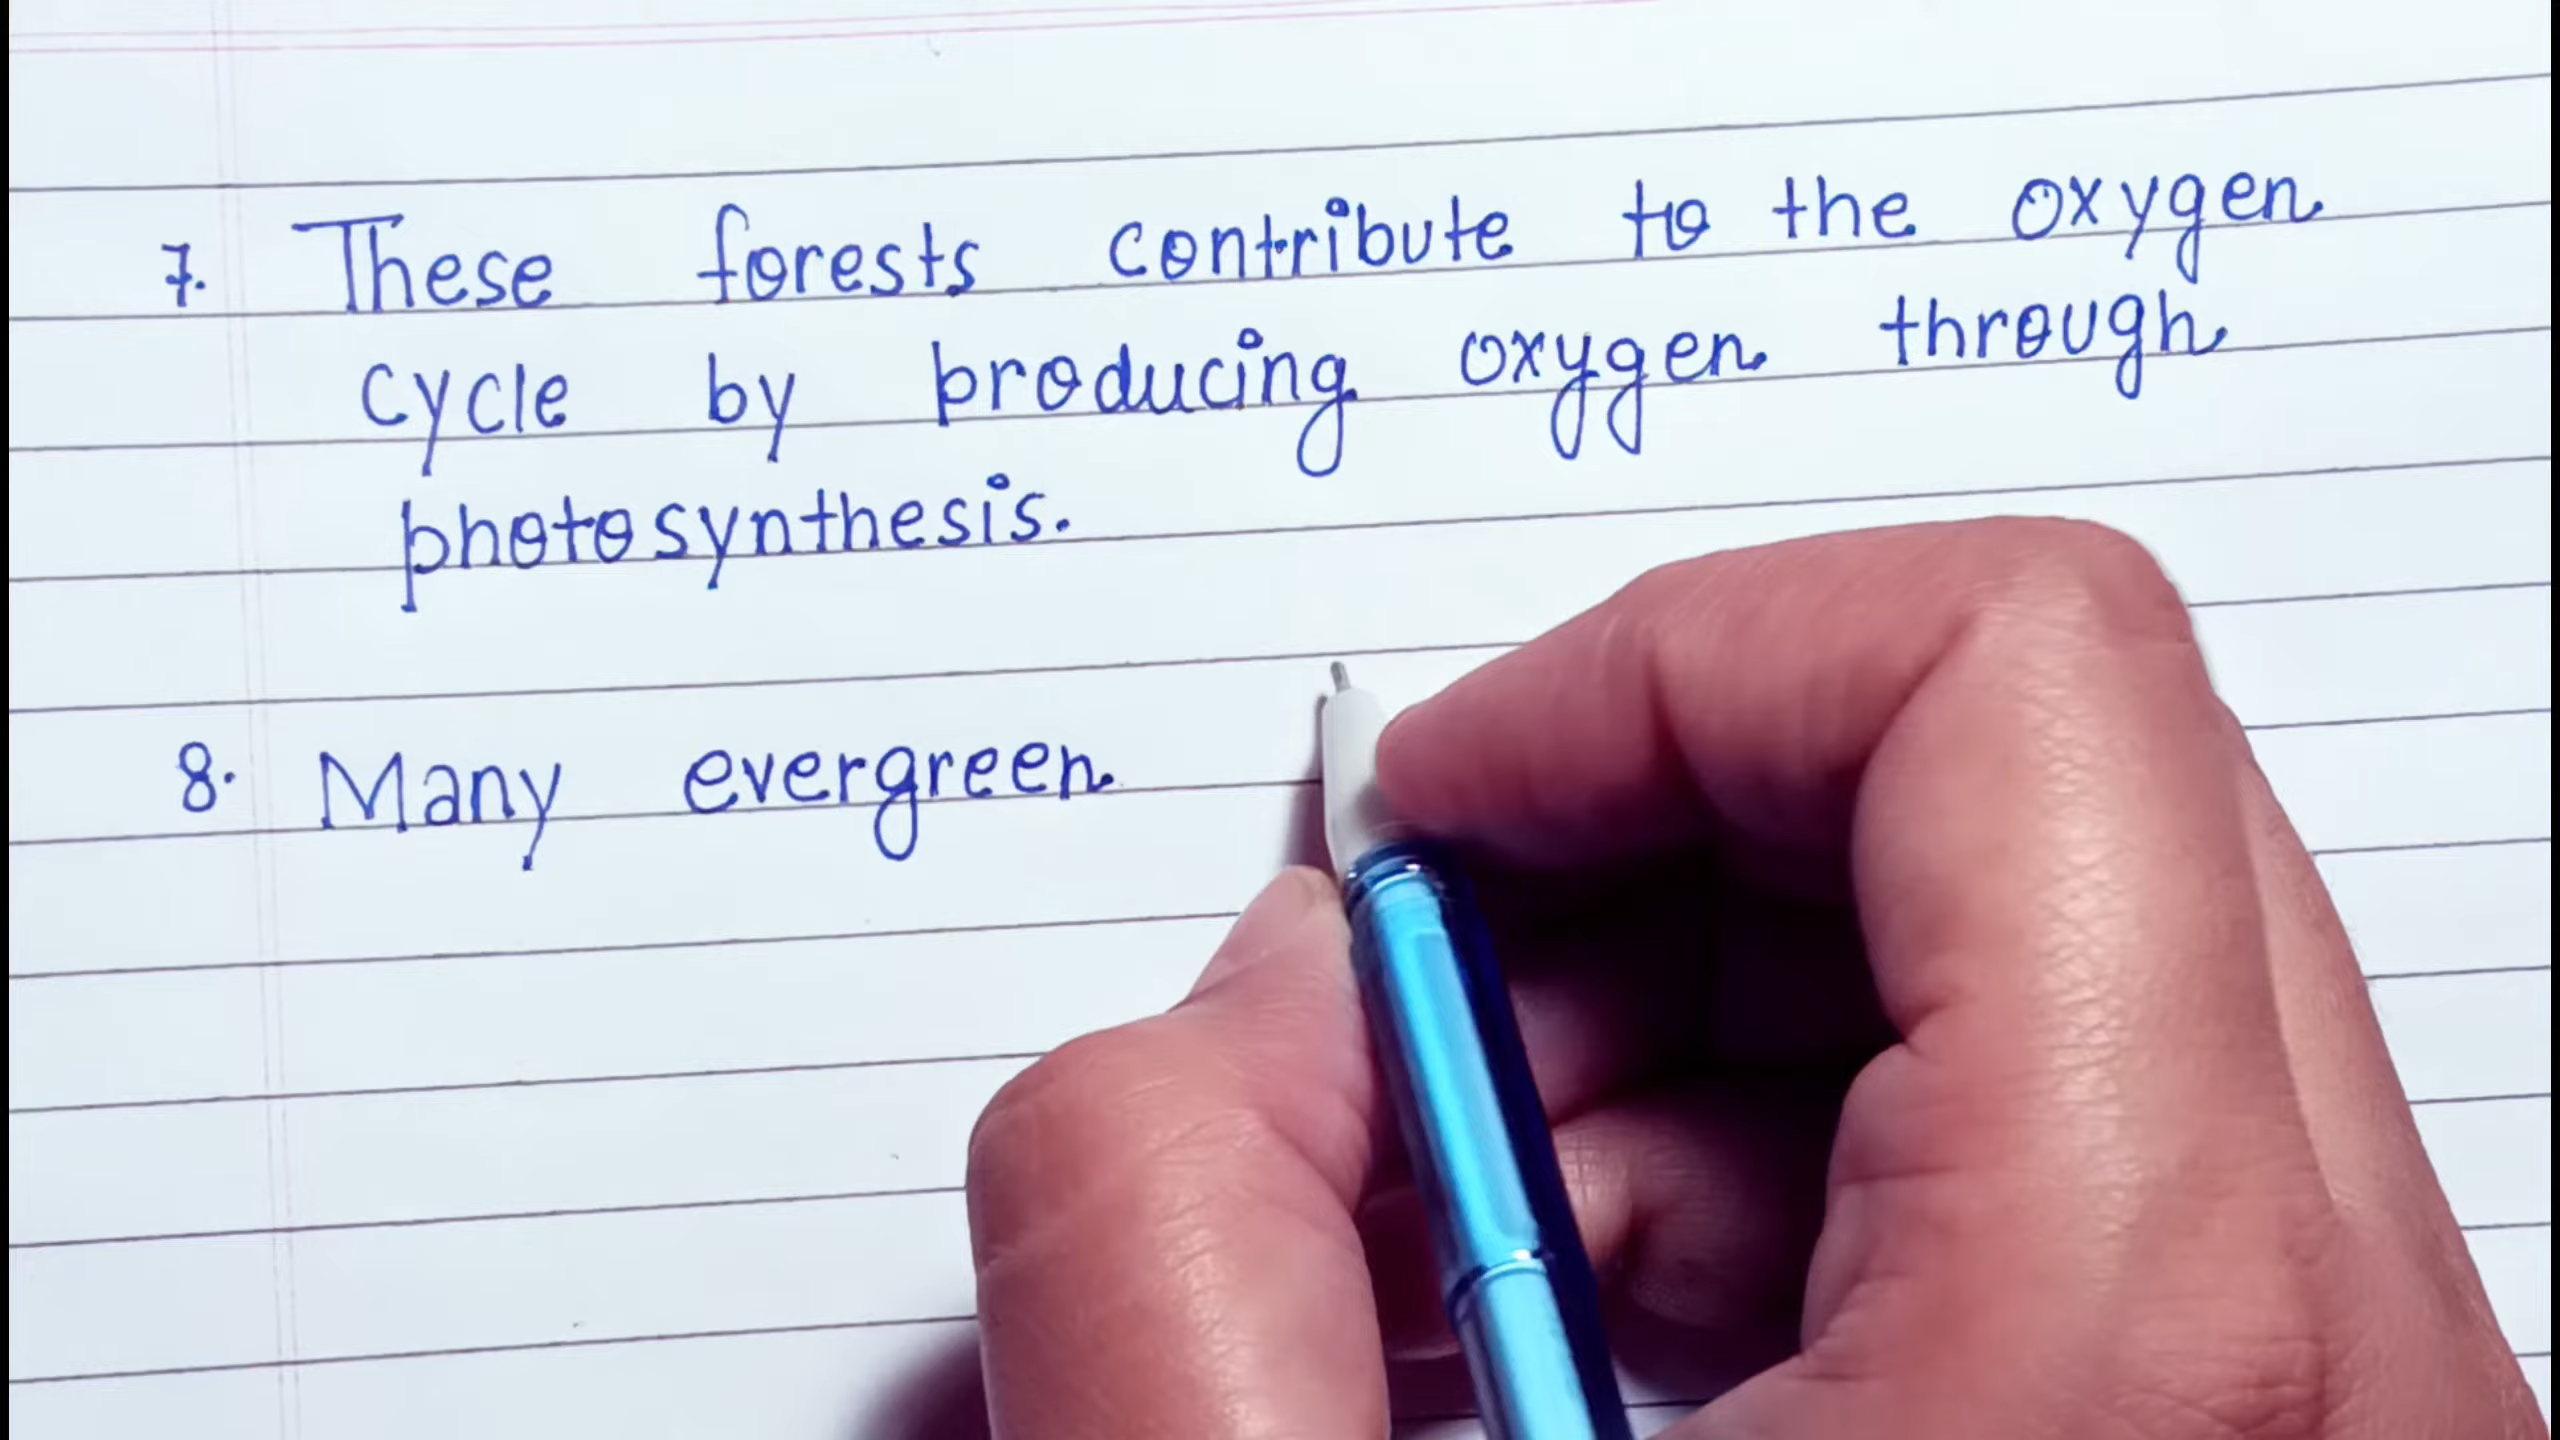 7. These forests contribute to the oxygen
cycle by producing oxygen through
photosynthesis.
8. Many evergreen